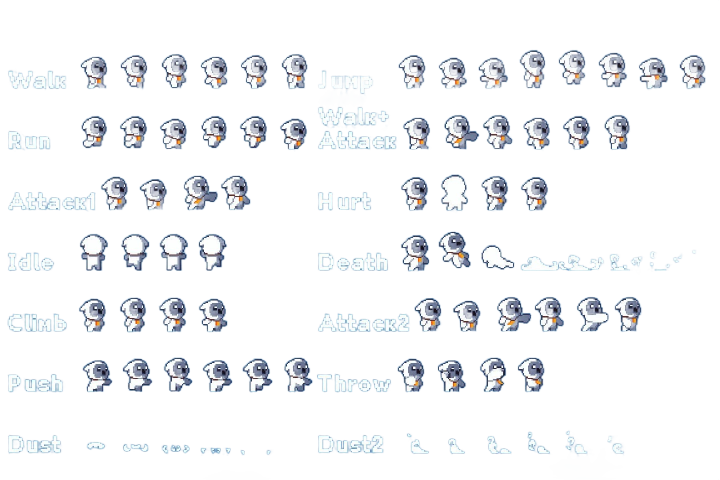 Walk
Jump
Run
Walk+
Attack
Attack1
Hurt
Idle
Death
Climb
Attack2
Push
Throw
Dust
Dust2